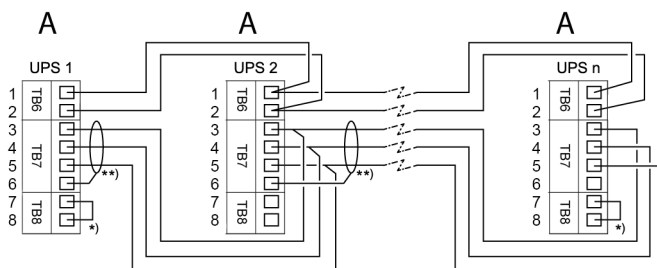 A A A
UPS 1 UPS 2 UPS n
1 TB6 1 TB6 1 TB6
2 2 2
3 3 3
4 TB7 4 TB7 4 TB7
5 5 5
6 **) 6 **) 6
7 TB8 7 TB8 7 TB8
8 *) 8 8 *)